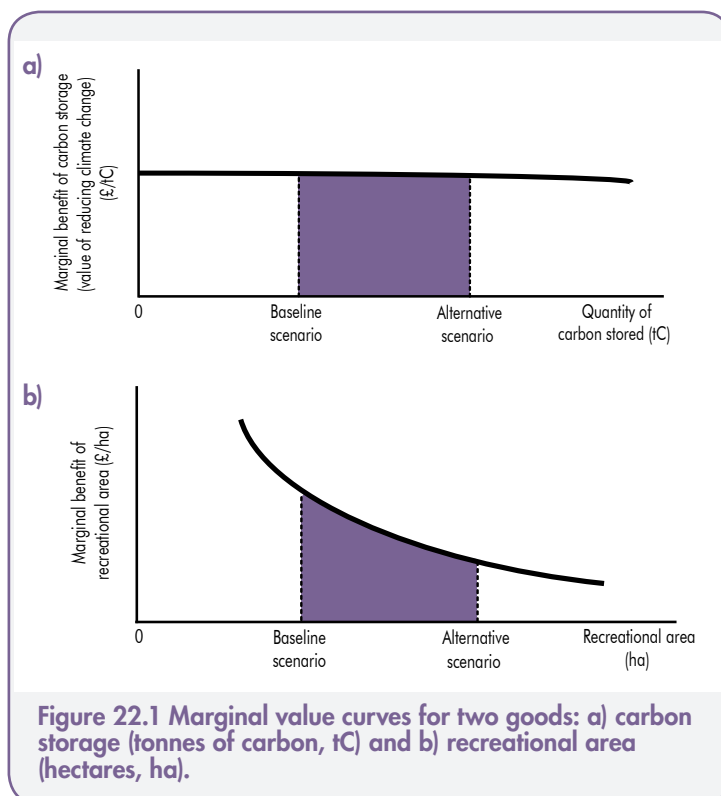 a)
Marginal benefit of carbon storage
(value of reducing climate change)
(£/tC)
0
Baseline
scenario
Alternative
scenario
Quantity of
carbon stored (tC)
b)
Marginal benefit of
recreational area (£/ha)
0
Baseline
scenario
Alternative
scenario
Recreational area
(ha)
Figure 22.1 Marginal value curves for two goods: a) carbon
storage (tonnes of carbon, tC) and b) recreational area
(hectares, ha).